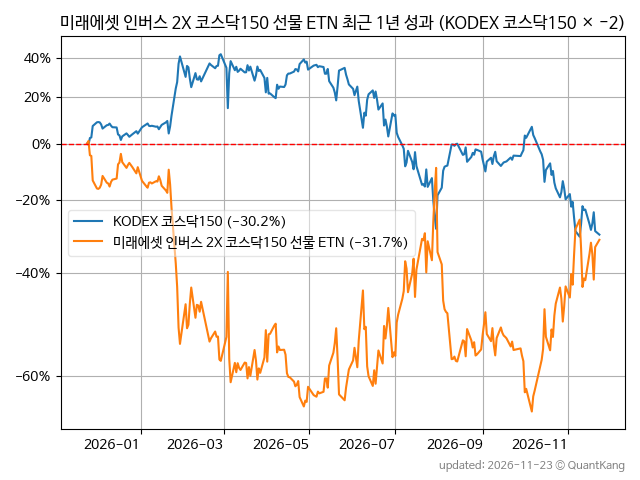 미래에셋 인버스 2X 코스닥150 선물 ETN 최근 1년 성과 (KODEX 코스닥150 × −2)
40%
20%
0%
−20%
−40%
−60%
KODEX 코스닥150 (−30.2%)
미래에셋 인버스 2X 코스닥150 선물 ETN (−31.7%)
2026-01 2026-03 2026-05 2026-07 2026-09 2026-11
updated: 2026-11-23 © QuantKang